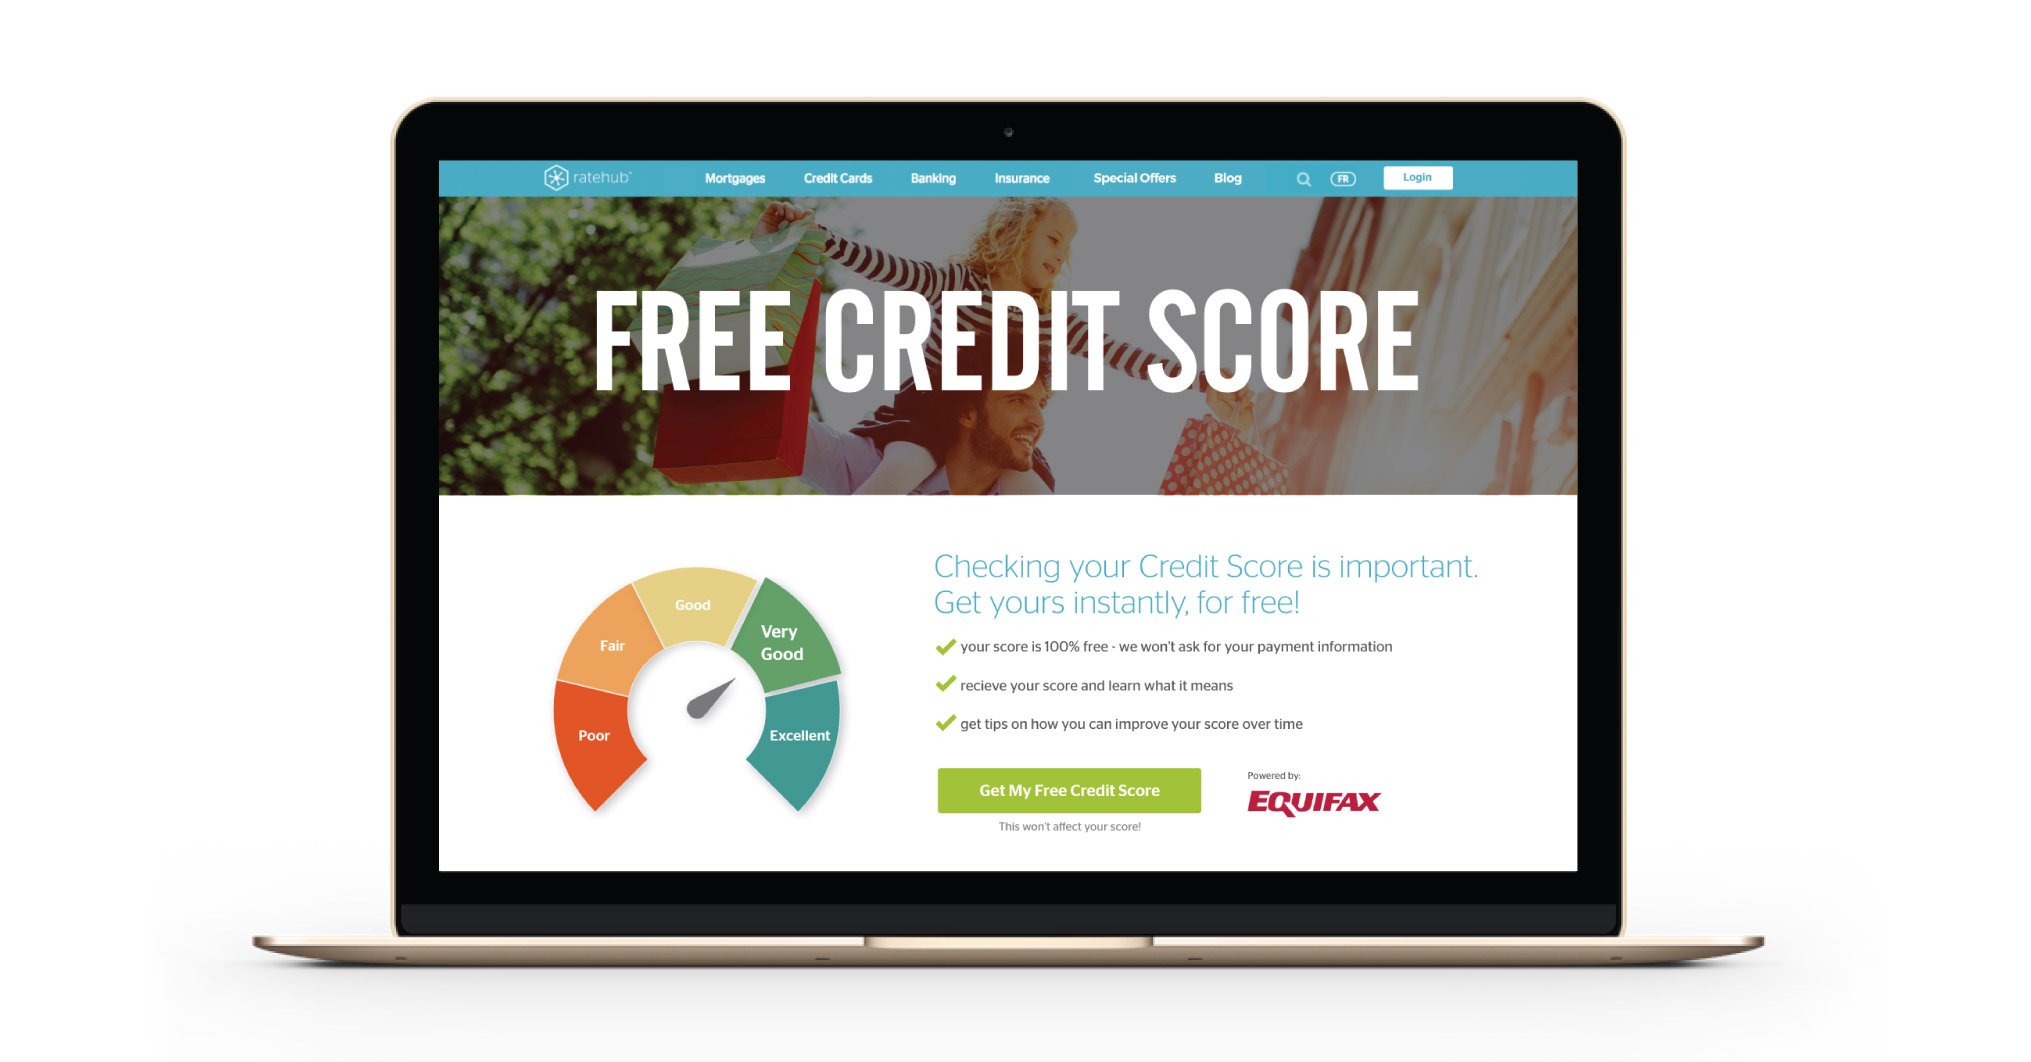 ratehub
Mortgages
Credit Cards
Banking
Insurance
Special Offers
Blog
FR
Login
FREE CREDIT SCORE
Poor
Fair
Good
Very
Good
Excellent
Checking your Credit Score is important.
Get yours instantly, for free!
your score is 100% free - we won't ask for your payment information
recieve your score and learn what it means
get tips on how you can improve your score over time
Get My Free Credit Score
This won't affect your score!
Powered by:
EQUIFAX